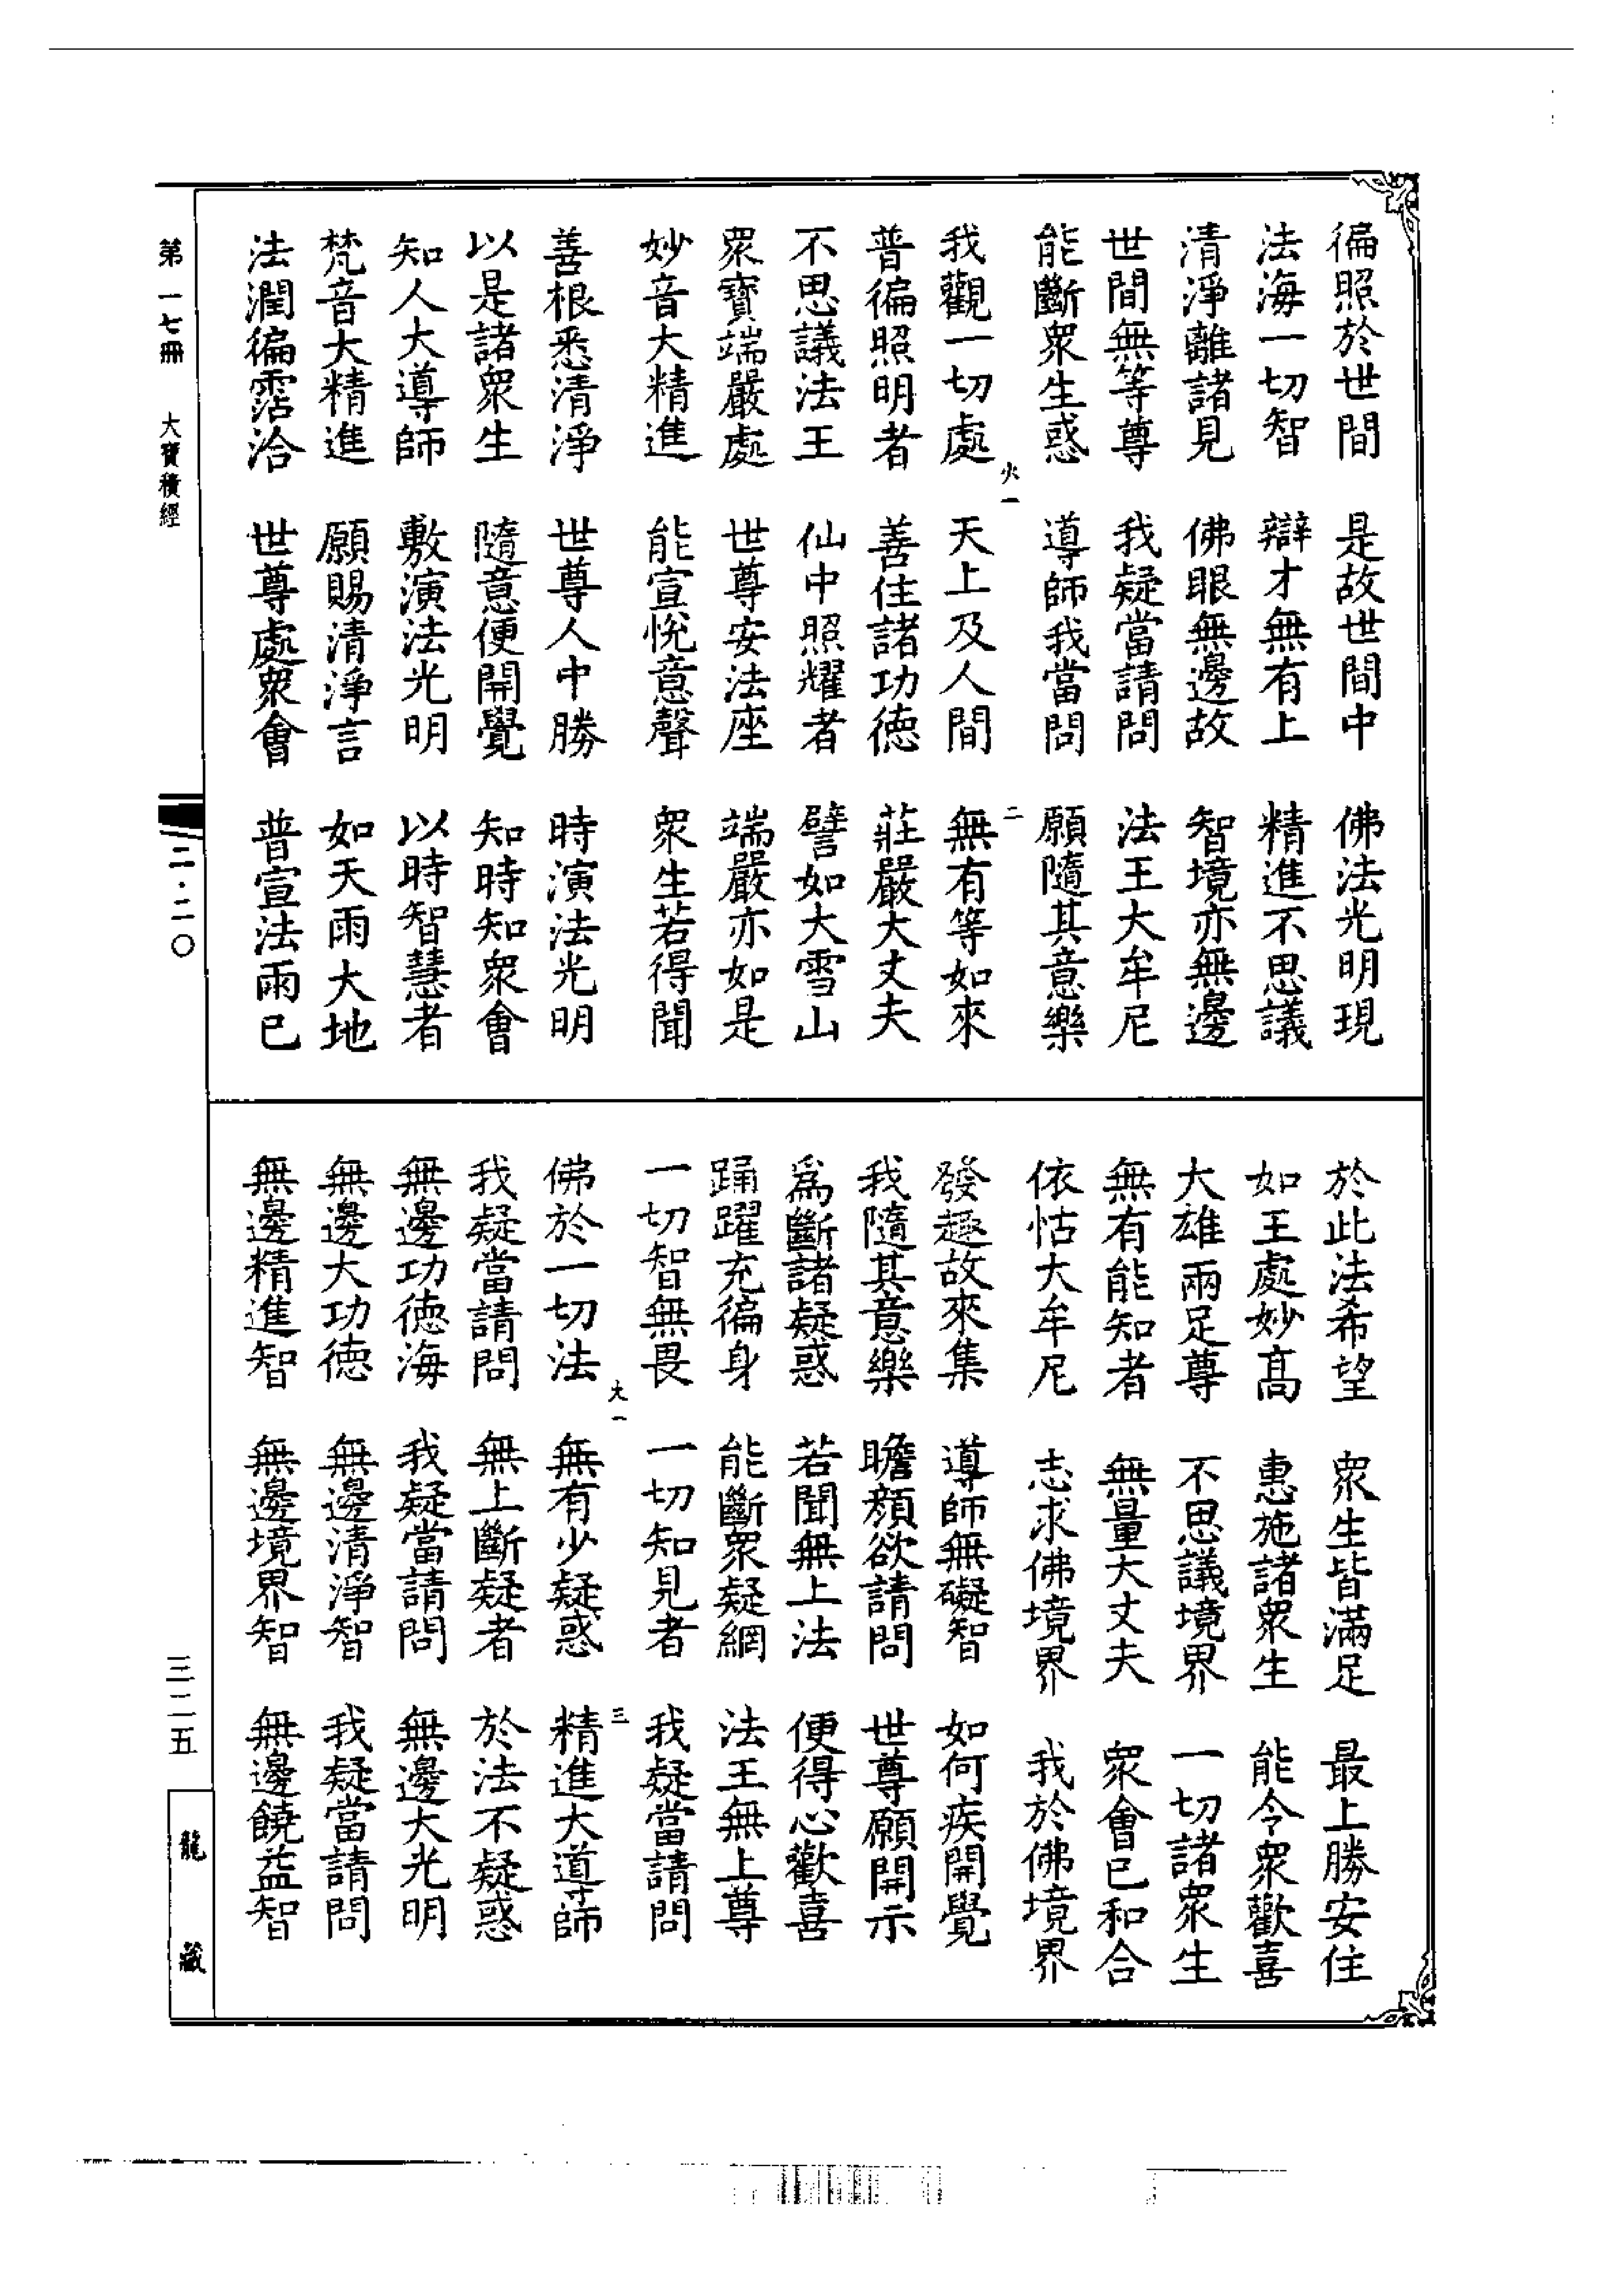 徧照於世間　是故世間中　佛法光明現
法海一切智　辯才無有上　精進不思議
清淨離諸見　佛眼無邊故　智境亦無邊
世間無等尊　我疑當請問　法王大牟尼
能斷衆生惑　導師我當問　願隨其意樂
火一　二
我觀一切處　天上及人間　無有等如來
普徧照明者　善住諸功德　莊嚴大丈夫
不思議法王　仙中照耀者　譬如大雪山
眾寶端嚴處　世尊安法座　端嚴亦如是
妙音大精進　能宣悅意聲　眾生若得聞
善根悉清淨　世尊人中勝　時演法光明
以是諸眾生　隨意便開覺　知時知眾會
知人大導師　敷演法光明　以時智慧者
梵音大精進　願賜清淨言　如天雨大地
法潤徧霑洽　世尊處眾會　普宣法雨已
於此法希望　眾生皆滿足　最上勝安住
如王處妙高　惠施諸眾生　能令眾歡喜
大雄兩足尊　不思議境界　一切諸眾生
無有能知者　無量大丈夫　眾會已和合
依怙大牟尼　志求佛境界　我於佛境界
發趣故來集　導師無礙智　如何疾開覺
我隨其意樂　瞻顏欲請問　世尊願開示
爲斷諸疑惑　若聞無上法　便得心歡喜
踊躍充徧身　能斷眾疑網　法王無上尊
一切智無畏　一切知見者　我疑當請問
大一　三
佛於一切法　無有少疑惑　精進大導師
我疑當請問　無上斷疑者　於法不疑惑
無邊功德海　我疑當請問　無邊大光明
無邊大功德　無邊清淨智　我疑當請問
無邊精進智　無邊境界智　無邊饒益智
第一七冊　大寶積經
二·二〇
三二五
龍藏